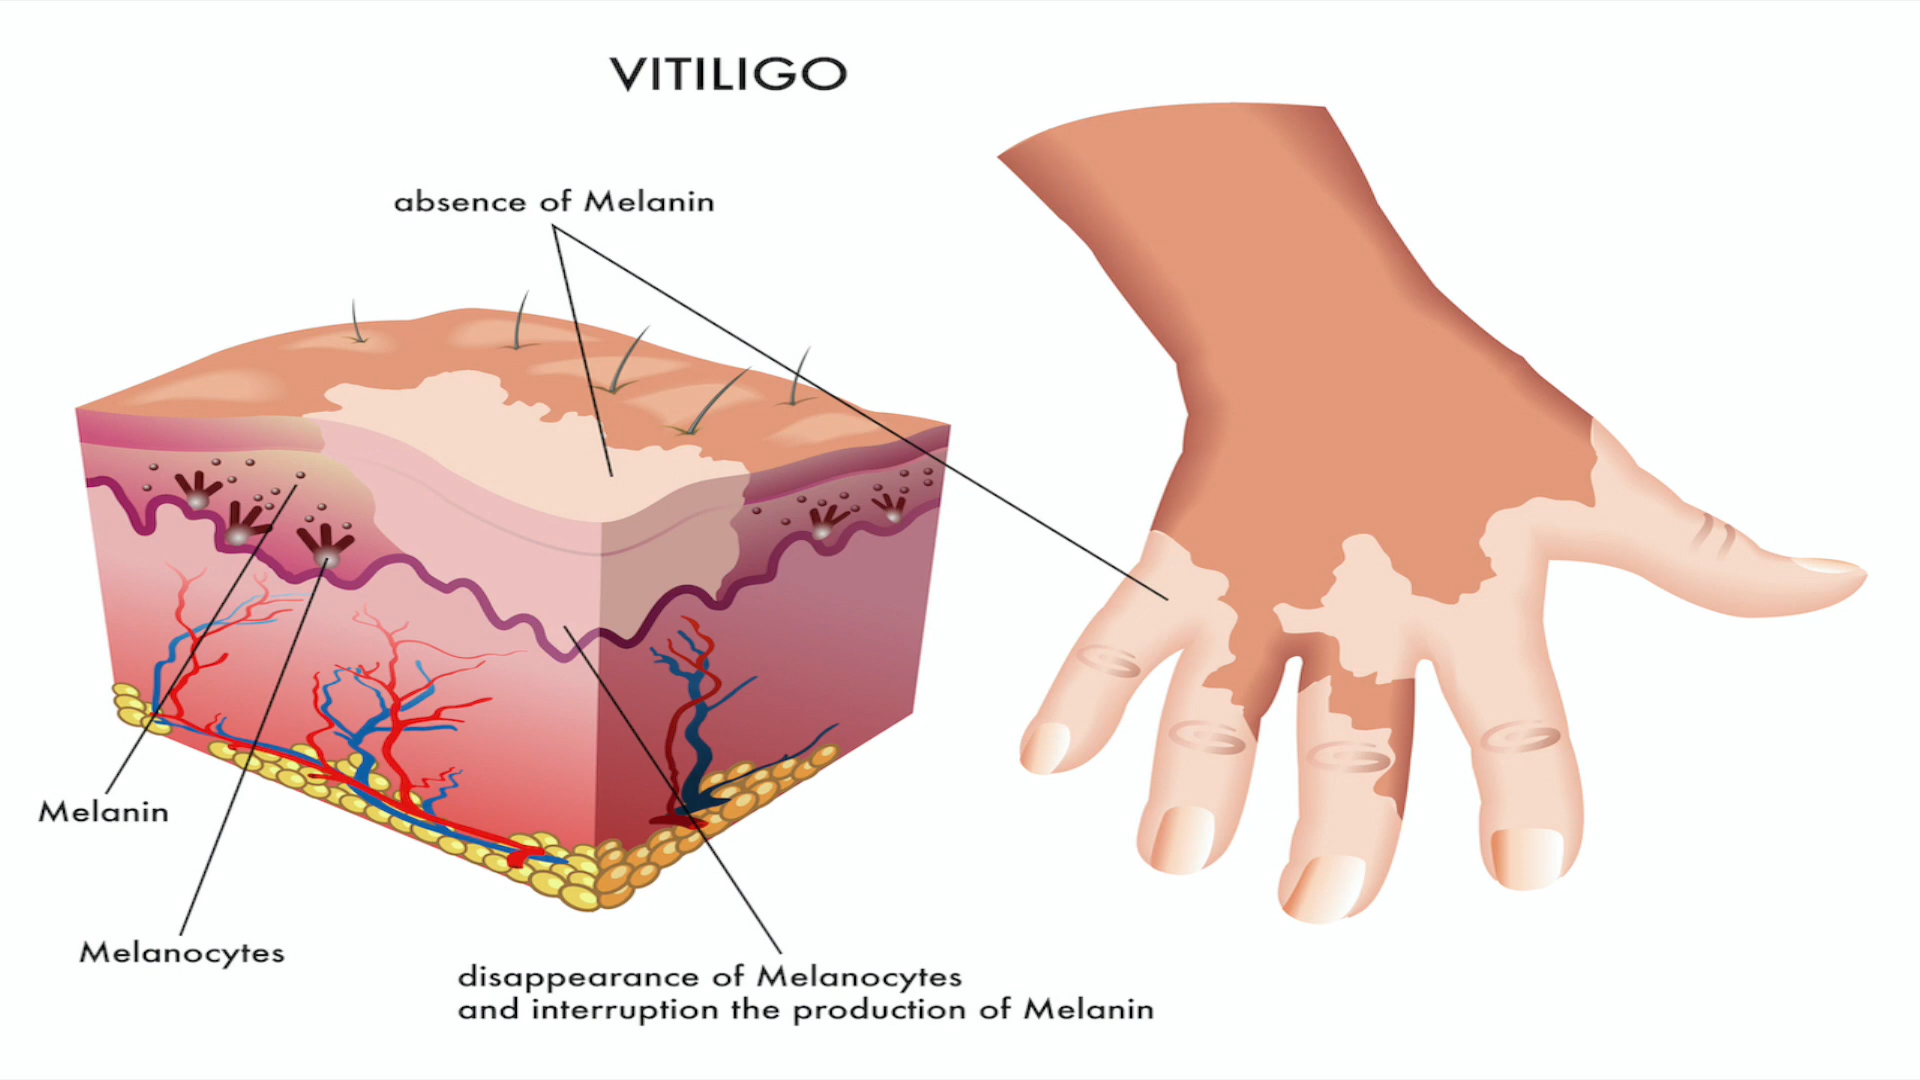 VITILIGO
absence of Melanin
Melanin
Melanocytes
disappearance of Melanocytes
and interruption the production of Melanin